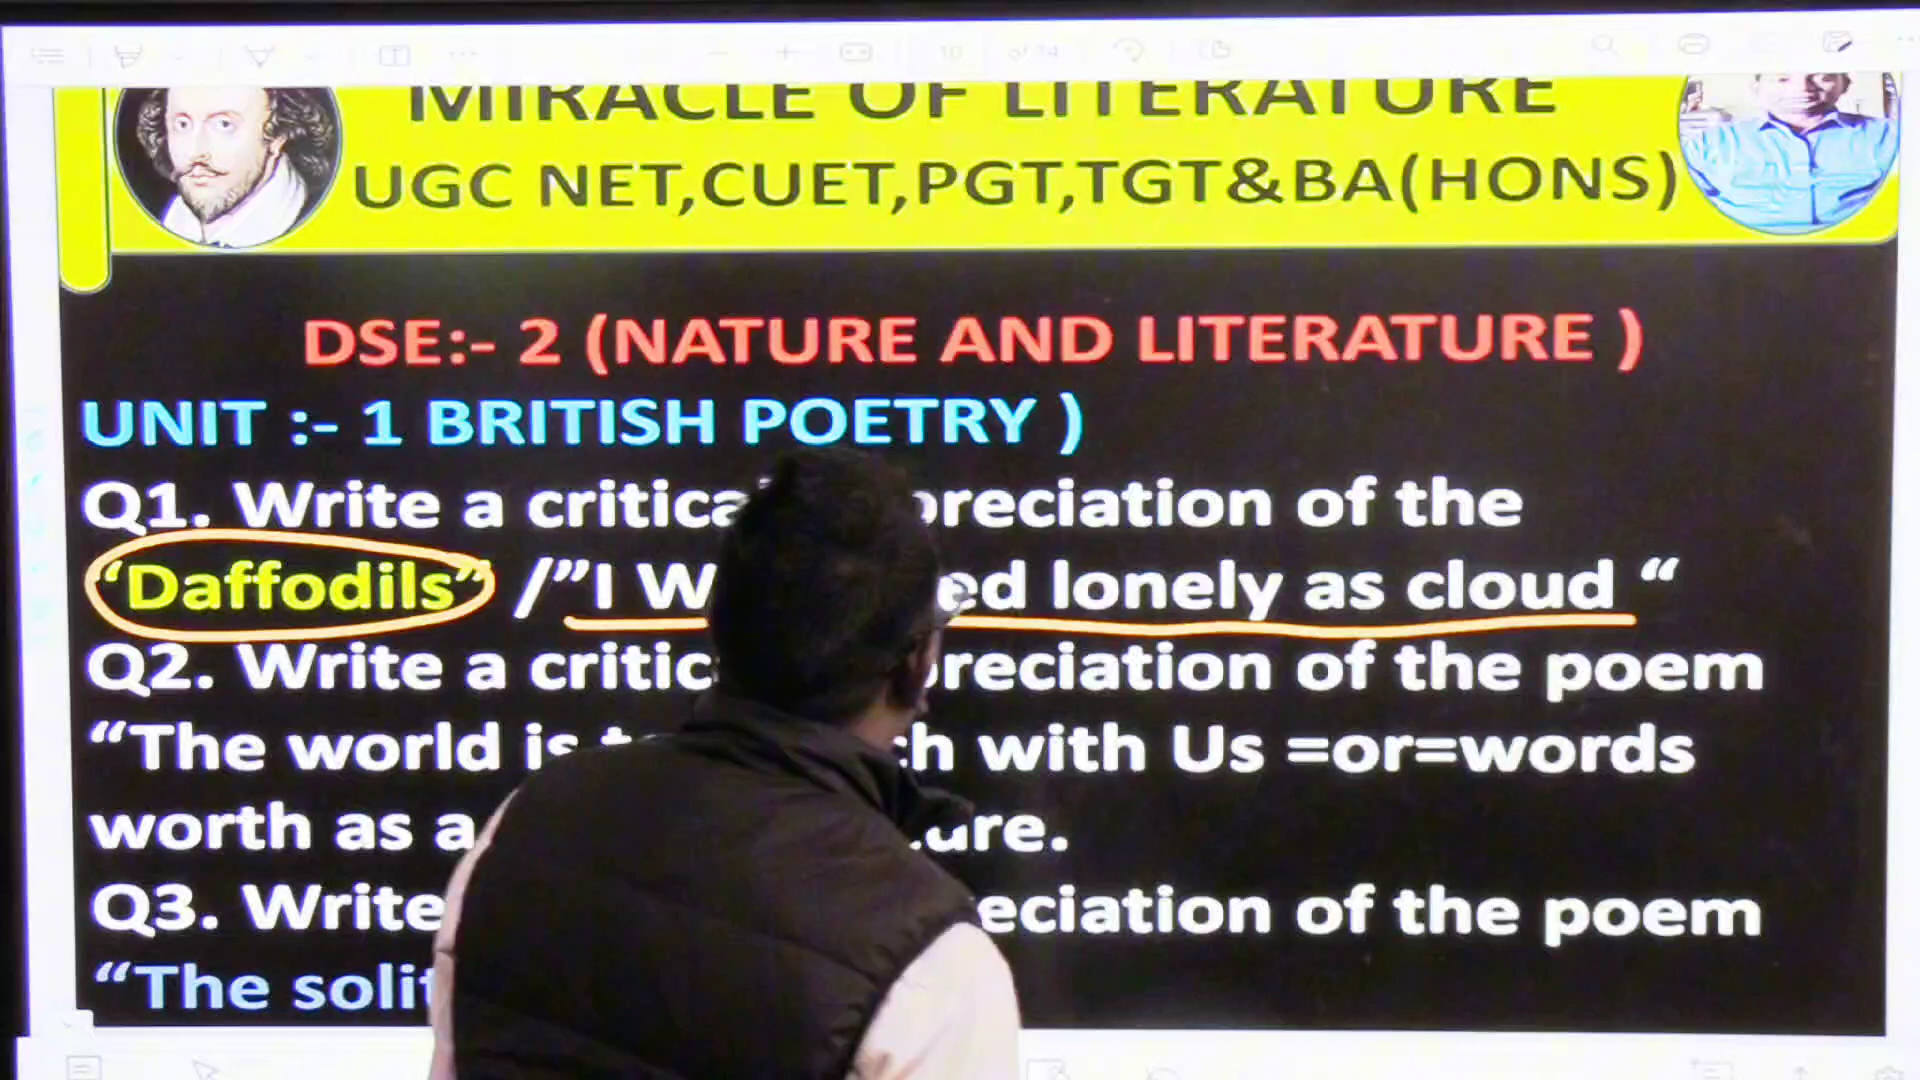 MIRACLE OF LITERATURE
UGC NET,CUET,PGT,TGT&BA(HONS)
DSE:- 2 (NATURE AND LITERATURE )
UNIT :- 1 BRITISH POETRY )
Q1. Write a critica preciation of the
“Daffodils” /”I W ed lonely as cloud “
Q2. Write a critic reciation of the poem
“The world is ch with Us =or=words
worth as a ure.
Q3. Write eciation of the poem
“The solit